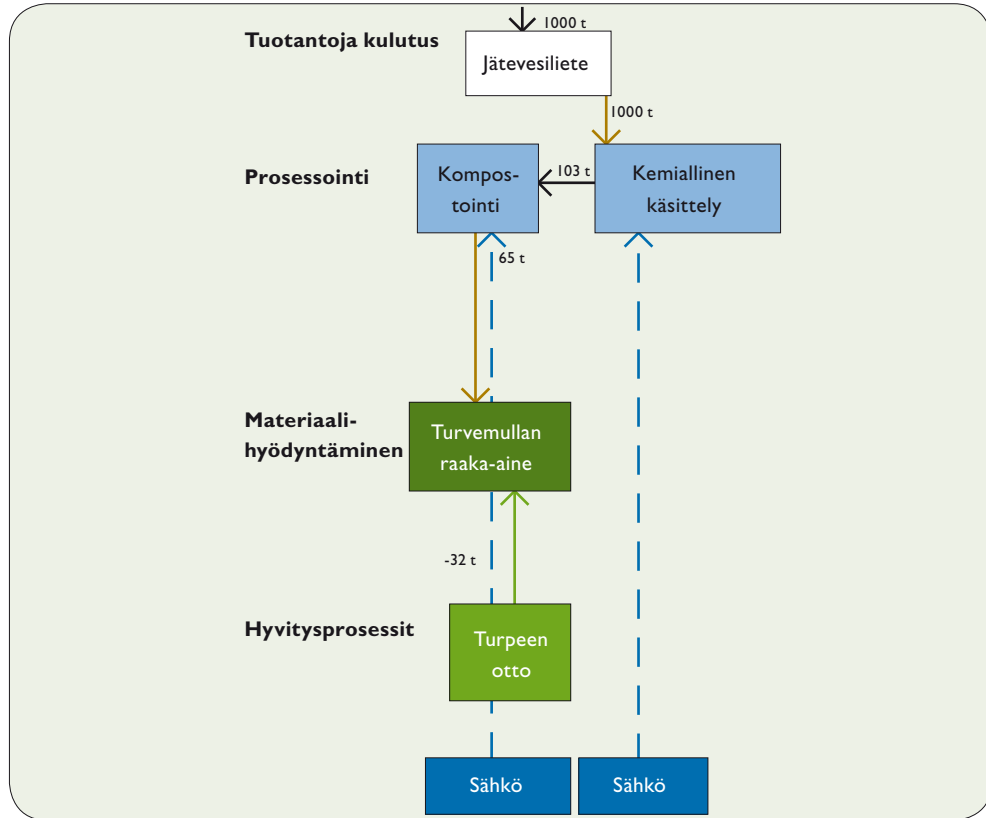 1000 t
Tuotantoja kulutus
Jätevesiliete
1000 t
Prosessointi
Kompos-
tointi
103 t
Kemiallinen
käsittely
65 t
Materiaali-
hyödyntäminen
Turvemullan
raaka-aine
-32 t
Hyvitysprosessit
Turpeen
otto
Sähkö
Sähkö